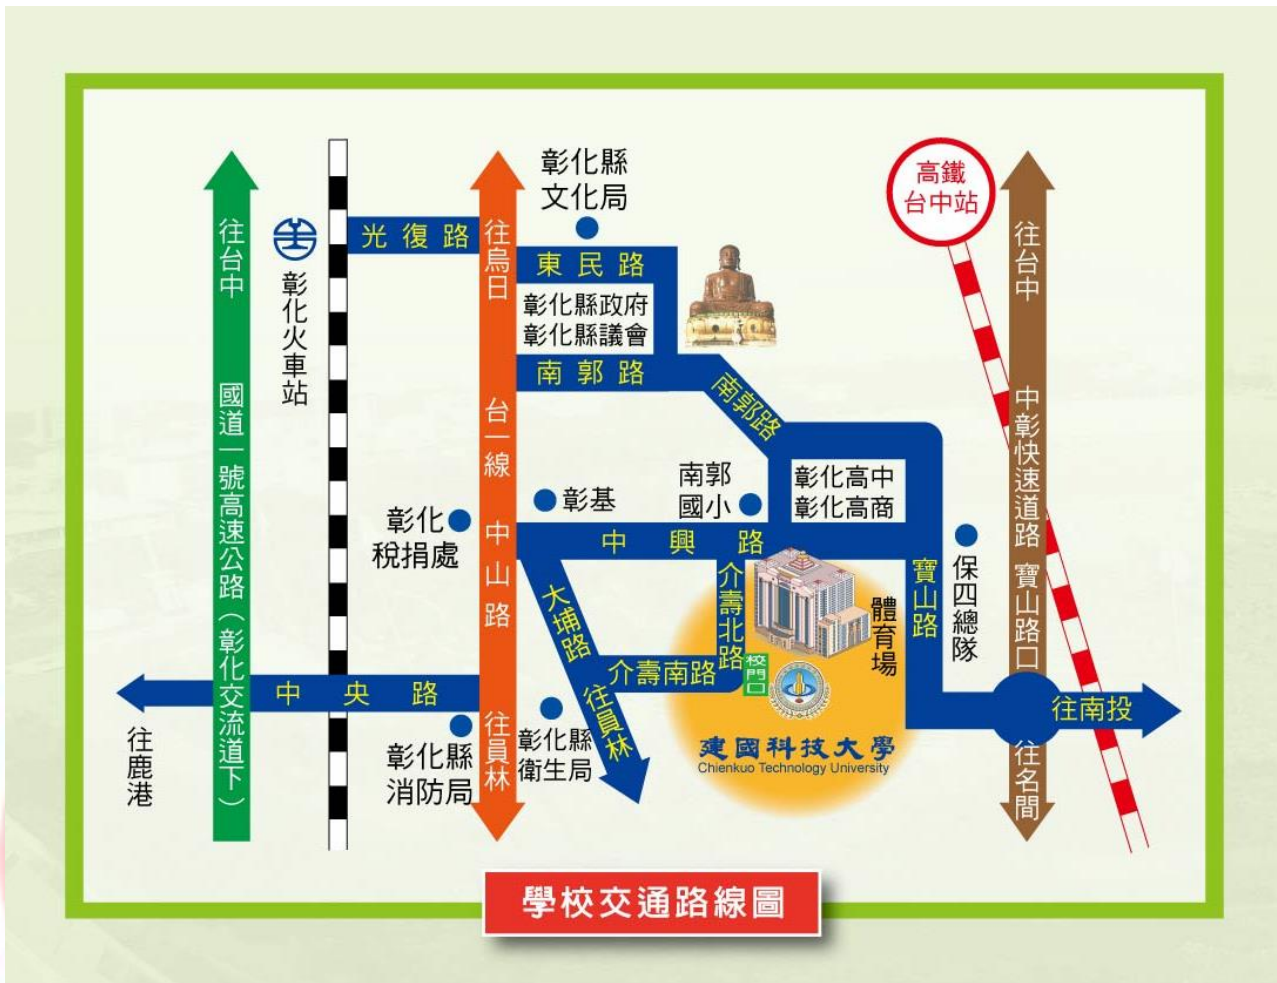 彰化縣
文化局
高鐵
台中站
往台中
光復路
往烏日
東民路
往台中
彰化火車站
彰化縣政府
彰化縣議會
南郭路
南郭路
國道一號高速公路(彰化交流道下)
台一線
中山路
中彰快速道路
寶山路口
南郭
國小
彰化高中
彰化高商
彰基
彰化
稅捐處
中興路
大埔路
介壽北路
體育場
寶山路
保四總隊
介壽南路
校門口
中央路
往員林
往員林
往南投
往鹿港
彰化縣
消防局
彰化縣
衛生局
建國科技大學
Chienkuo Technology University
往名間
學校交通路線圖